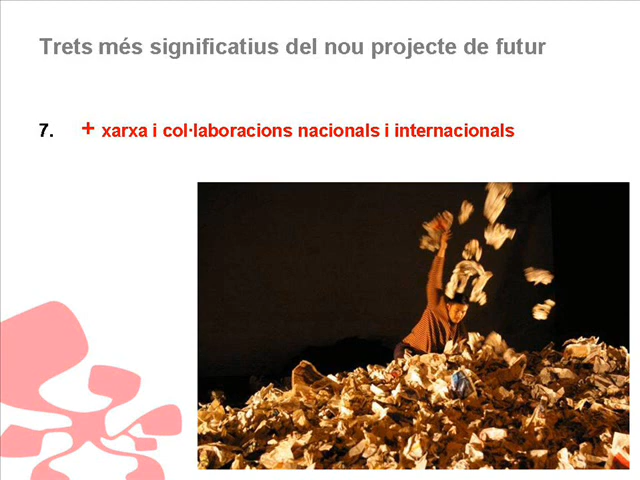 Trets més significatius del nou projecte de futur
7. + xarxa i col·laboracions nacionals i internacionals